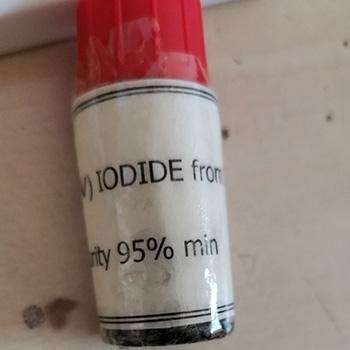 V) IODIDE from
rity 95% min